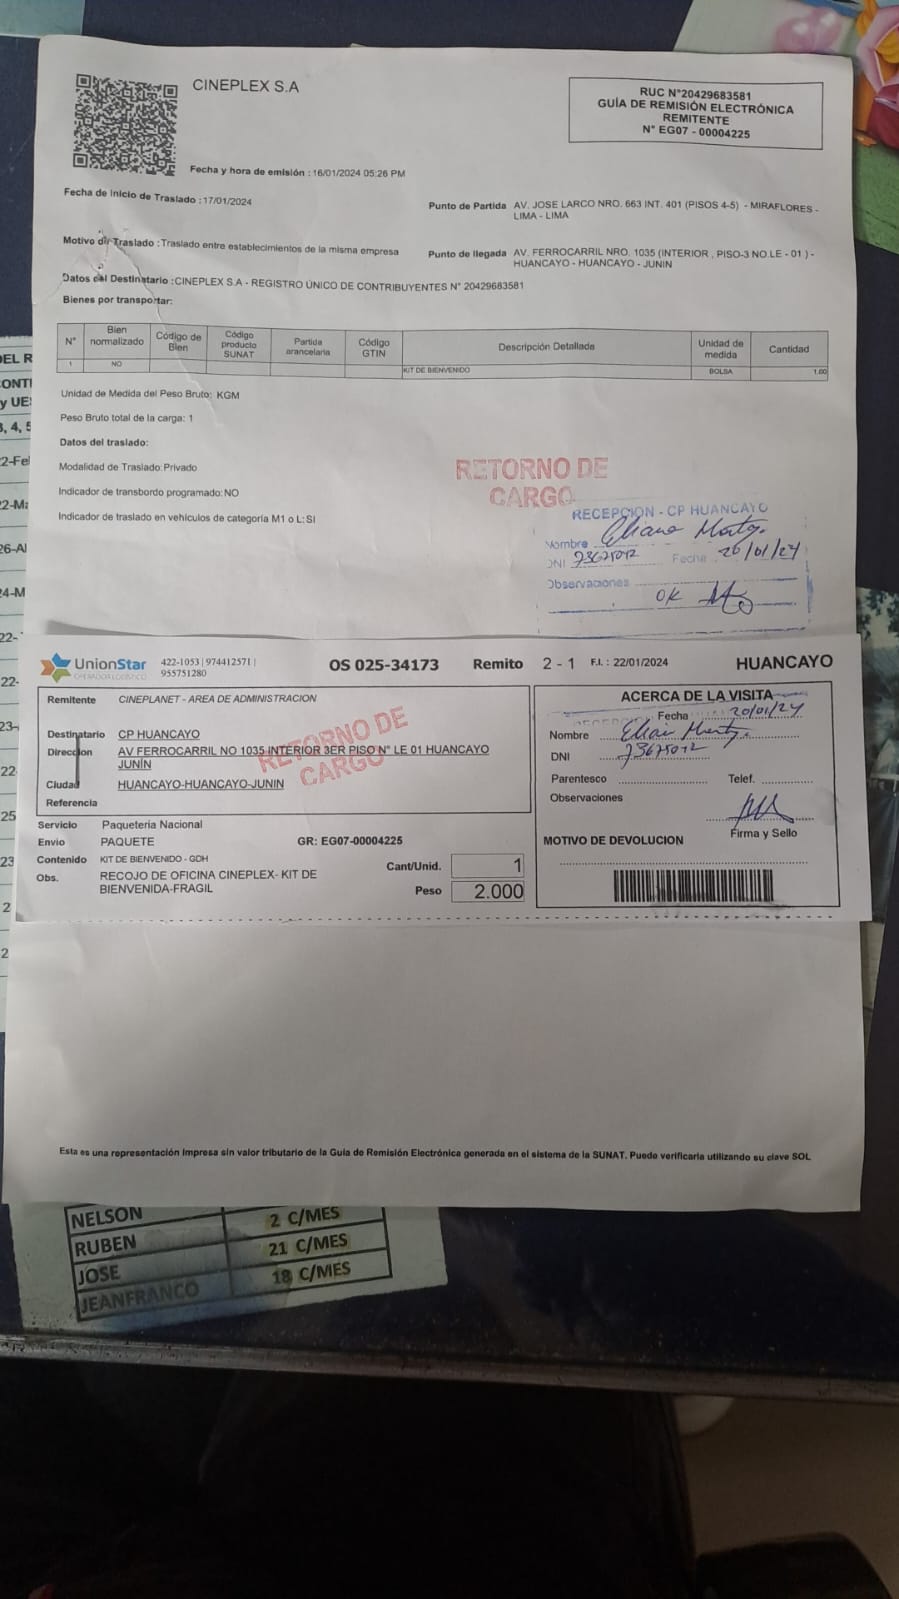 CINEPLEX S.A
RUC N°20429683581
GUÍA DE REMISIÓN ELECTRÓNICA
REMITENTE
N° EG07 - 00004225
Fecha y hora de emisión : 16/01/2024 05:26 PM
Fecha de Inicio de Traslado : 17/01/2024
Punto de Partida AV. JOSE LARCO NRO. 663 INT. 401 (PISOS 4-5) - MIRAFLORES -
LIMA - LIMA
Motivo de Traslado : Traslado entre establecimientos de la misma empresa
Punto de llegada AV. FERROCARRIL NRO. 1035 (INTERIOR , PISO-3 NO.LE - 01 ) -
HUANCAYO - HUANCAYO - JUNIN
Datos del Destinatario : CINEPLEX S.A - REGISTRO ÚNICO DE CONTRIBUYENTES N° 20429683581
Bienes por transportar:
N° Bien normalizado Código de Bien Código producto SUNAT Partida arancelaria Código GTIN Descripción Detallada Unidad de medida Cantidad
1 NO KIT DE BIENVENIDO BOLSA 1.00
Unidad de Medida del Peso Bruto: KGM
Peso Bruto total de la carga: 1
Datos del traslado:
Modalidad de Traslado: Privado
Indicador de transbordo programado: NO
Indicador de traslado en vehículos de categoría M1 o L: SI
RETORNO DE
CARGO
RECEPCION - CP HUANCAYO
Nombre
DNI 73675012 Fecha 26/01/24
Observaciones
OK
UnionStar
OPERADOR LOGÍSTICO
422-1053 | 974412571 |
955751280
OS 025-34173 Remito 2 - 1 F.I. : 22/01/2024 HUANCAYO
Remitente CINEPLANET - AREA DE ADMINISTRACION
Destinatario CP HUANCAYO
Direccion AV FERROCARRIL NO 1035 INTERIOR 3ER PISO N° LE 01 HUANCAYO
JUNÍN
Ciudad HUANCAYO-HUANCAYO-JUNIN
Referencia
RETORNO DE
CARGO
ACERCA DE LA VISITA
Fecha
Nombre
DNI 73675012
Parentesco Telef.
Observaciones
Firma y Sello
MOTIVO DE DEVOLUCION
Servicio Paqueteria Nacional
Envio PAQUETE GR: EG07-00004225
Contenido KIT DE BIENVENIDO - GDH
Obs. RECOJO DE OFICINA CINEPLEX- KIT DE
BIENVENIDA-FRAGIL
Cant/Unid. 1
Peso 2.000
Esta es una representación impresa sin valor tributario de la Guía de Remisión Electrónica generada en el sistema de la SUNAT. Puede verificarla utilizando su clave SOL
NELSON 2 C/MES
RUBEN 21 C/MES
JOSE 18 C/MES
JEANFRANCO